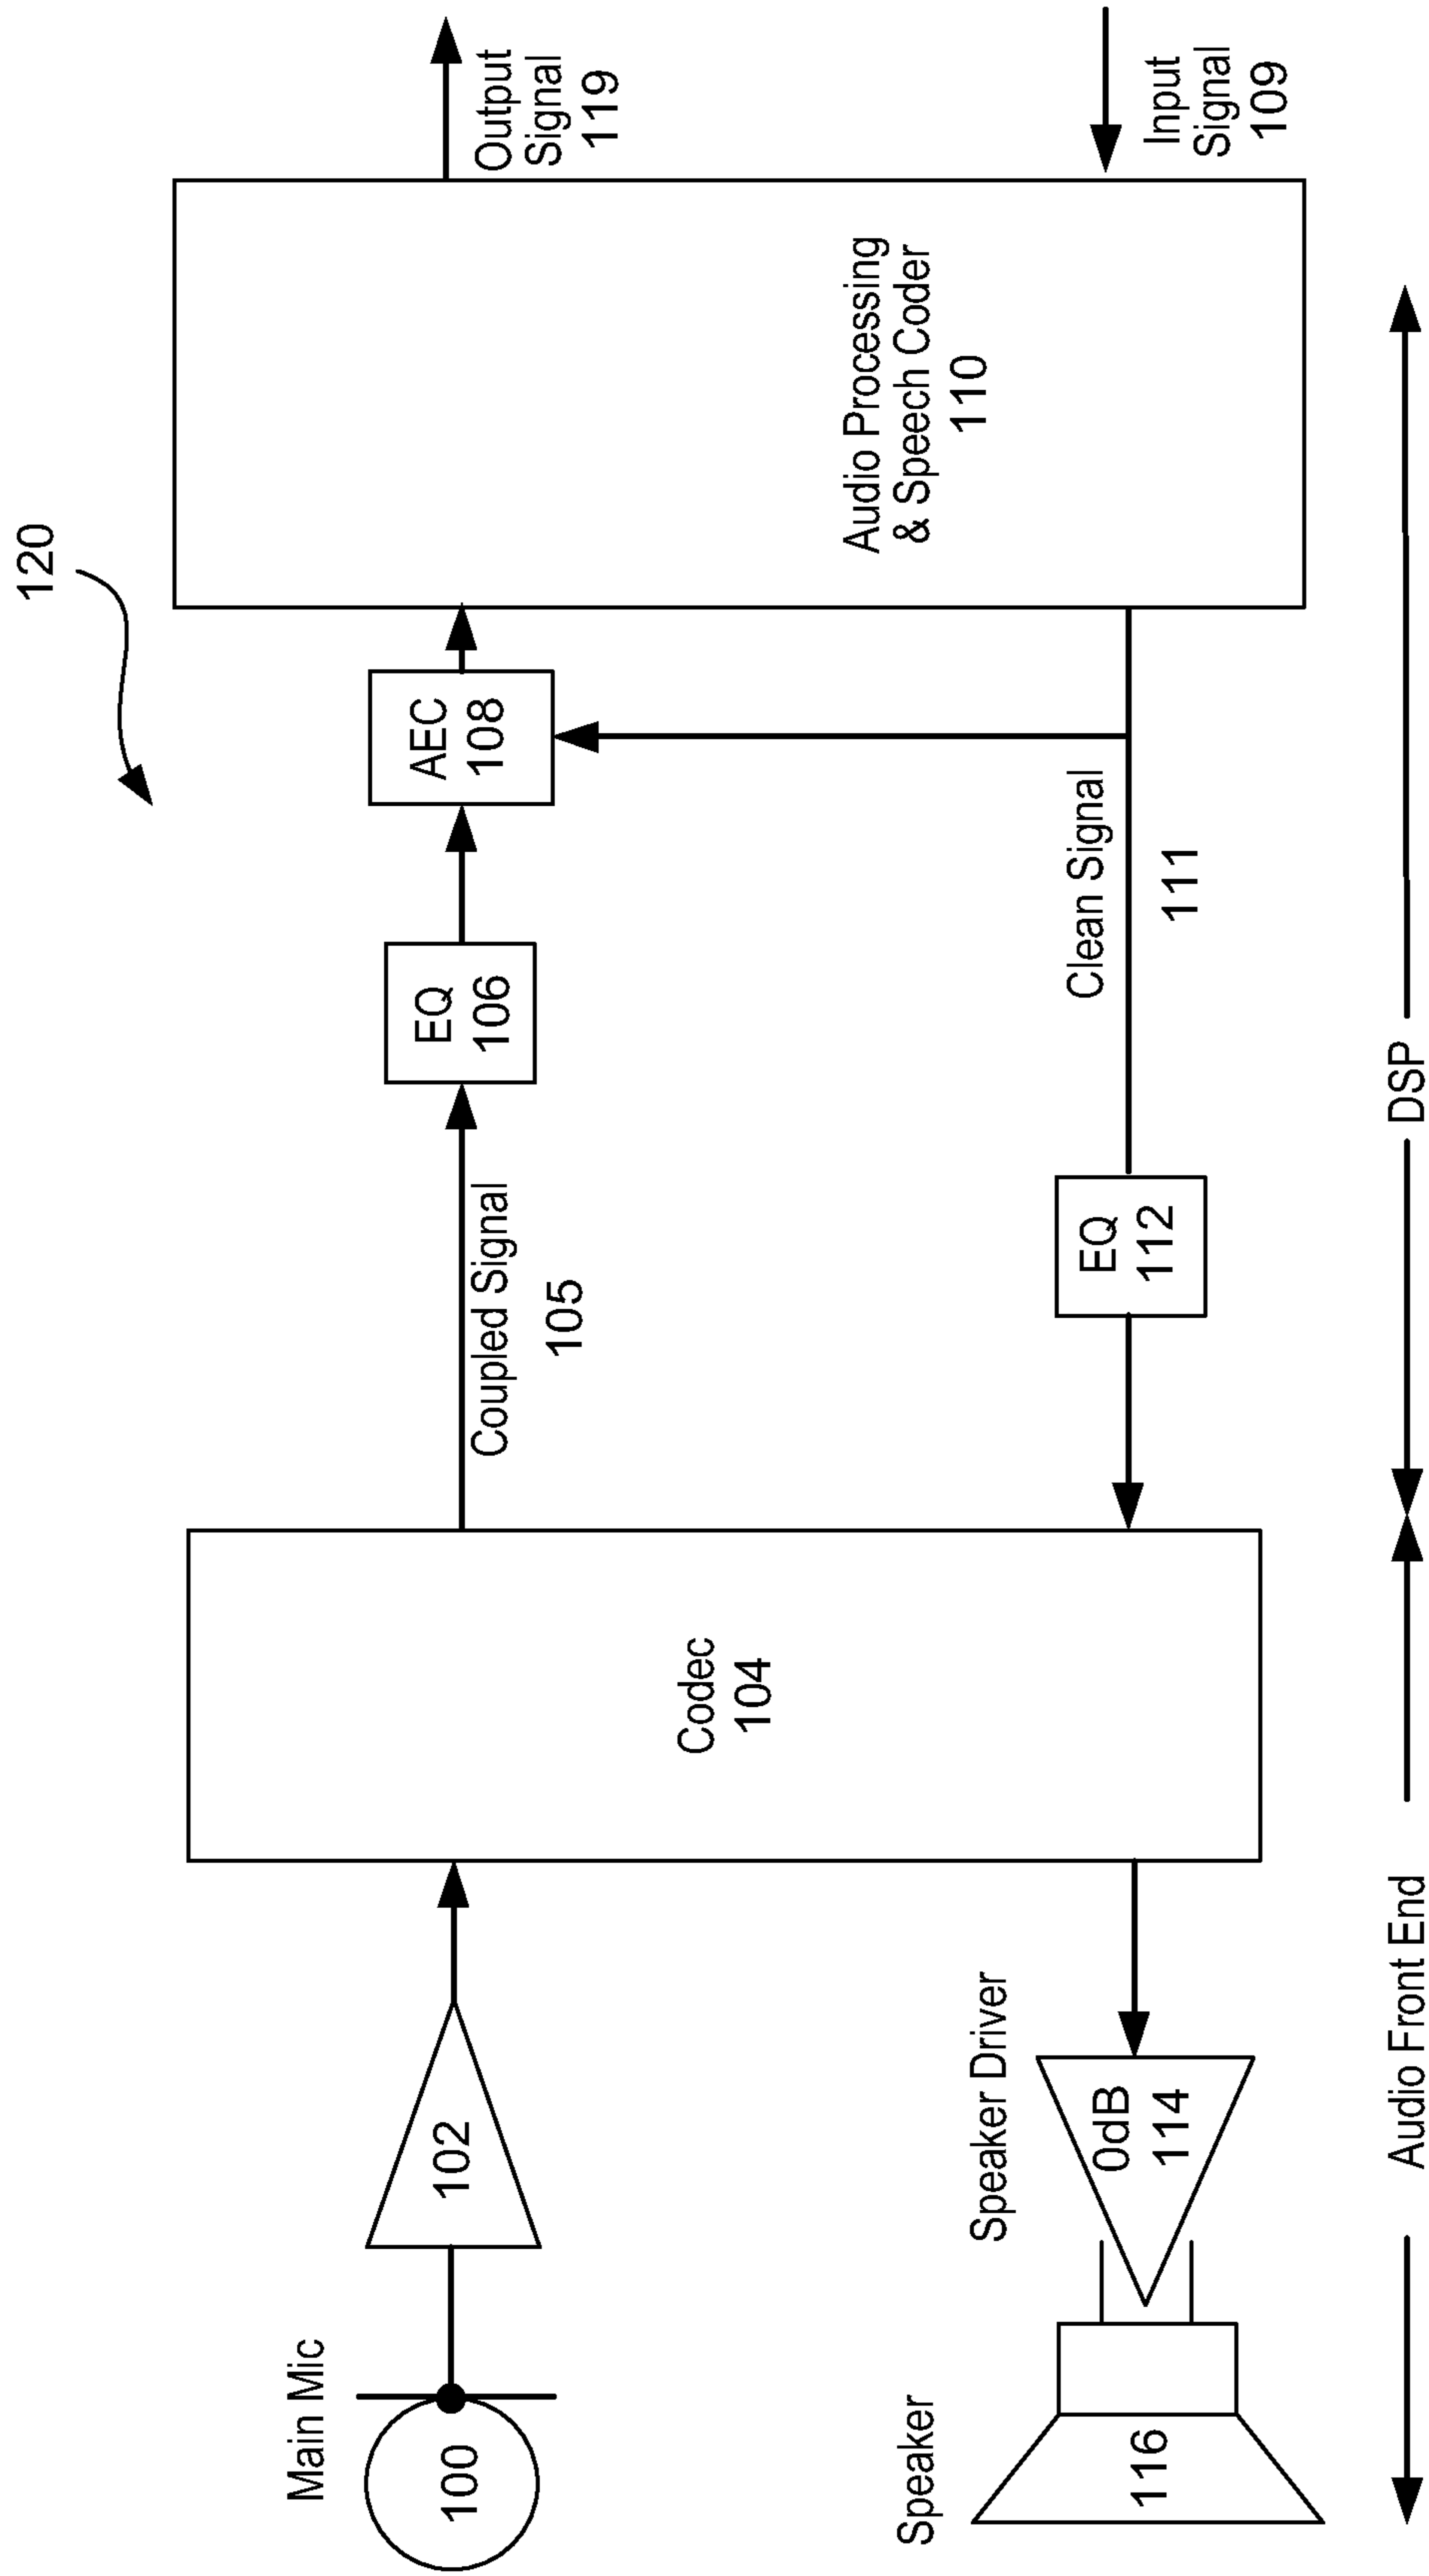 120
Main Mic
100
102
Codec
104
Coupled Signal
105
EQ
106
AEC
108
Audio Processing
& Speech Coder
110
Output
Signal
119
Input
Signal
109
Clean Signal
111
EQ
112
Speaker Driver
0dB
114
Speaker
116
Audio Front End
DSP